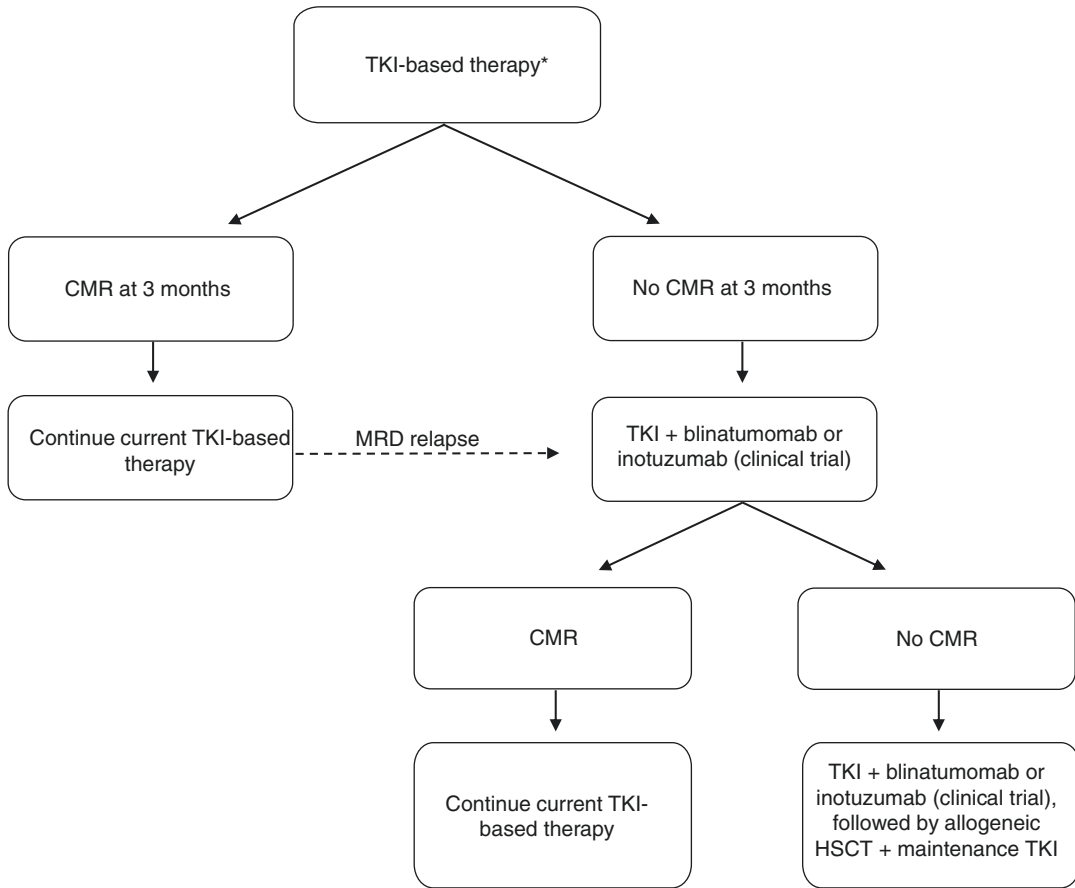 TKI-based therapy*
CMR at 3 months
No CMR at 3 months
Continue current TKI-based
therapy
MRD relapse
TKI + blinatumomab or
inotuzumab (clinical trial)
CMR
No CMR
Continue current TKI-
based therapy
TKI + blinatumomab or
inotuzumab (clinical trial),
followed by allogeneic
HSCT + maintenance TKI